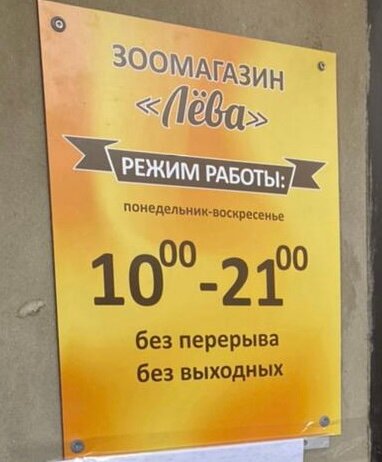 ЗООМАГАЗИН
«Лёва»
РЕЖИМ РАБОТЫ:
понедельник-воскресенье
10⁰⁰-21⁰⁰
без перерыва
без выходных